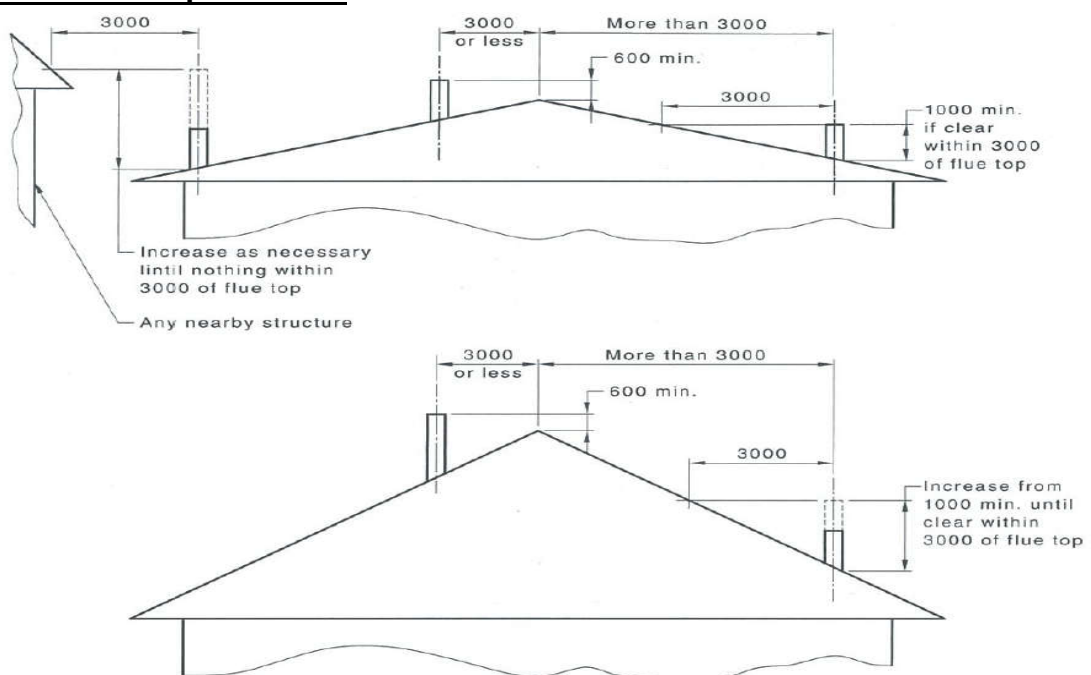 3000
3000
or less
More than 3000
600 min.
3000
1000 min.
if clear
within 3000
of flue top
Increase as necessary
lintil nothing within
3000 of flue top
Any nearby structure
3000
or less
More than 3000
600 min.
3000
Increase from
1000 min. until
clear within
3000 of flue top